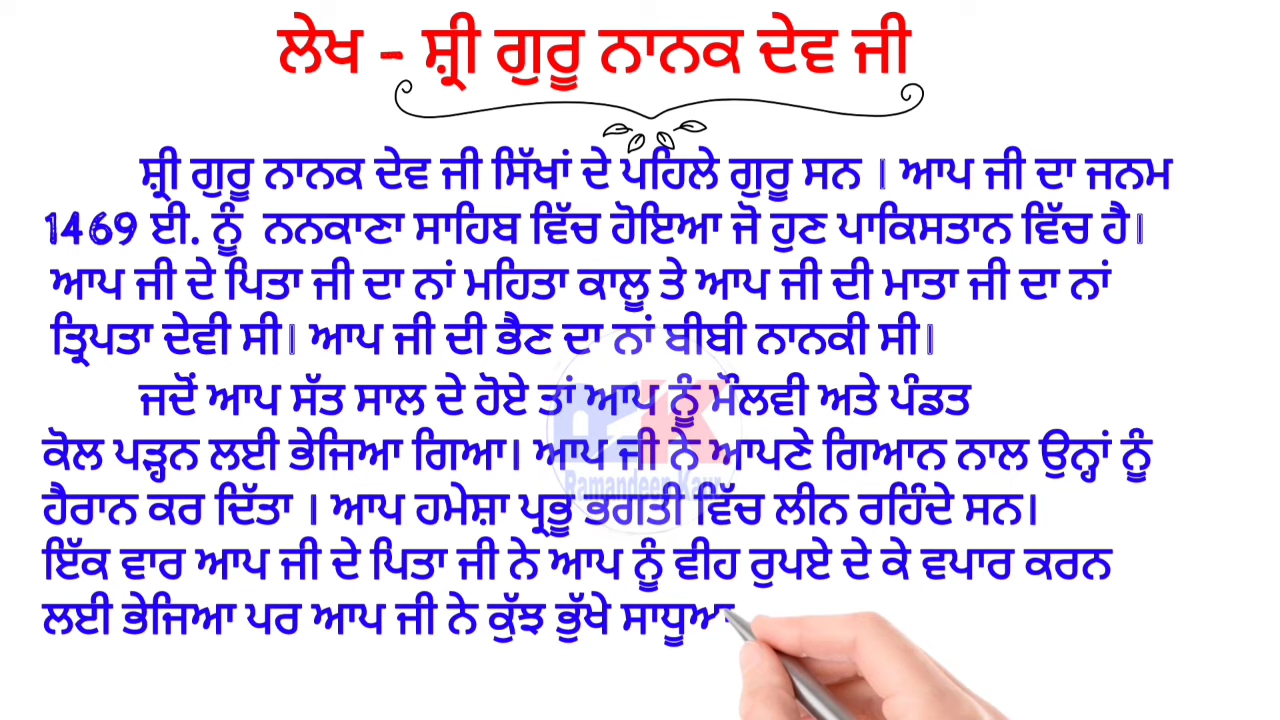 ਲੇਖ - ਸ਼੍ਰੀ ਗੁਰੂ ਨਾਨਕ ਦੇਵ ਜੀ
ਸ਼੍ਰੀ ਗੁਰੂ ਨਾਨਕ ਦੇਵ ਜੀ ਸਿੱਖਾਂ ਦੇ ਪਹਿਲੇ ਗੁਰੂ ਸਨ । ਆਪ ਜੀ ਦਾ ਜਨਮ
1469 ਈ. ਨੂੰ ਨਨਕਾਣਾ ਸਾਹਿਬ ਵਿੱਚ ਹੋਇਆ ਜੋ ਹੁਣ ਪਾਕਿਸਤਾਨ ਵਿੱਚ ਹੈ।
ਆਪ ਜੀ ਦੇ ਪਿਤਾ ਜੀ ਦਾ ਨਾਂ ਮਹਿਤਾ ਕਾਲੂ ਤੇ ਆਪ ਜੀ ਦੀ ਮਾਤਾ ਜੀ ਦਾ ਨਾਂ
ਤ੍ਰਿਪਤਾ ਦੇਵੀ ਸੀ। ਆਪ ਜੀ ਦੀ ਭੈਣ ਦਾ ਨਾਂ ਬੀਬੀ ਨਾਨਕੀ ਸੀ।
ਜਦੋਂ ਆਪ ਸੱਤ ਸਾਲ ਦੇ ਹੋਏ ਤਾਂ ਆਪ ਨੂੰ ਮੌਲਵੀ ਅਤੇ ਪੰਡਤ
ਕੋਲ ਪੜ੍ਹਨ ਲਈ ਭੇਜਿਆ ਗਿਆ। ਆਪ ਜੀ ਨੇ ਆਪਣੇ ਗਿਆਨ ਨਾਲ ਉਨ੍ਹਾਂ ਨੂੰ
ਹੈਰਾਨ ਕਰ ਦਿੱਤਾ । ਆਪ ਹਮੇਸ਼ਾ ਪ੍ਰਭੂ ਭਗਤੀ ਵਿੱਚ ਲੀਨ ਰਹਿੰਦੇ ਸਨ।
ਇੱਕ ਵਾਰ ਆਪ ਜੀ ਦੇ ਪਿਤਾ ਜੀ ਨੇ ਆਪ ਨੂੰ ਵੀਹ ਰੁਪਏ ਦੇ ਕੇ ਵਪਾਰ ਕਰਨ
ਲਈ ਭੇਜਿਆ ਪਰ ਆਪ ਜੀ ਨੇ ਕੁੱਝ ਭੁੱਖੇ ਸਾਧੂਆ
Ramandeep Kaur